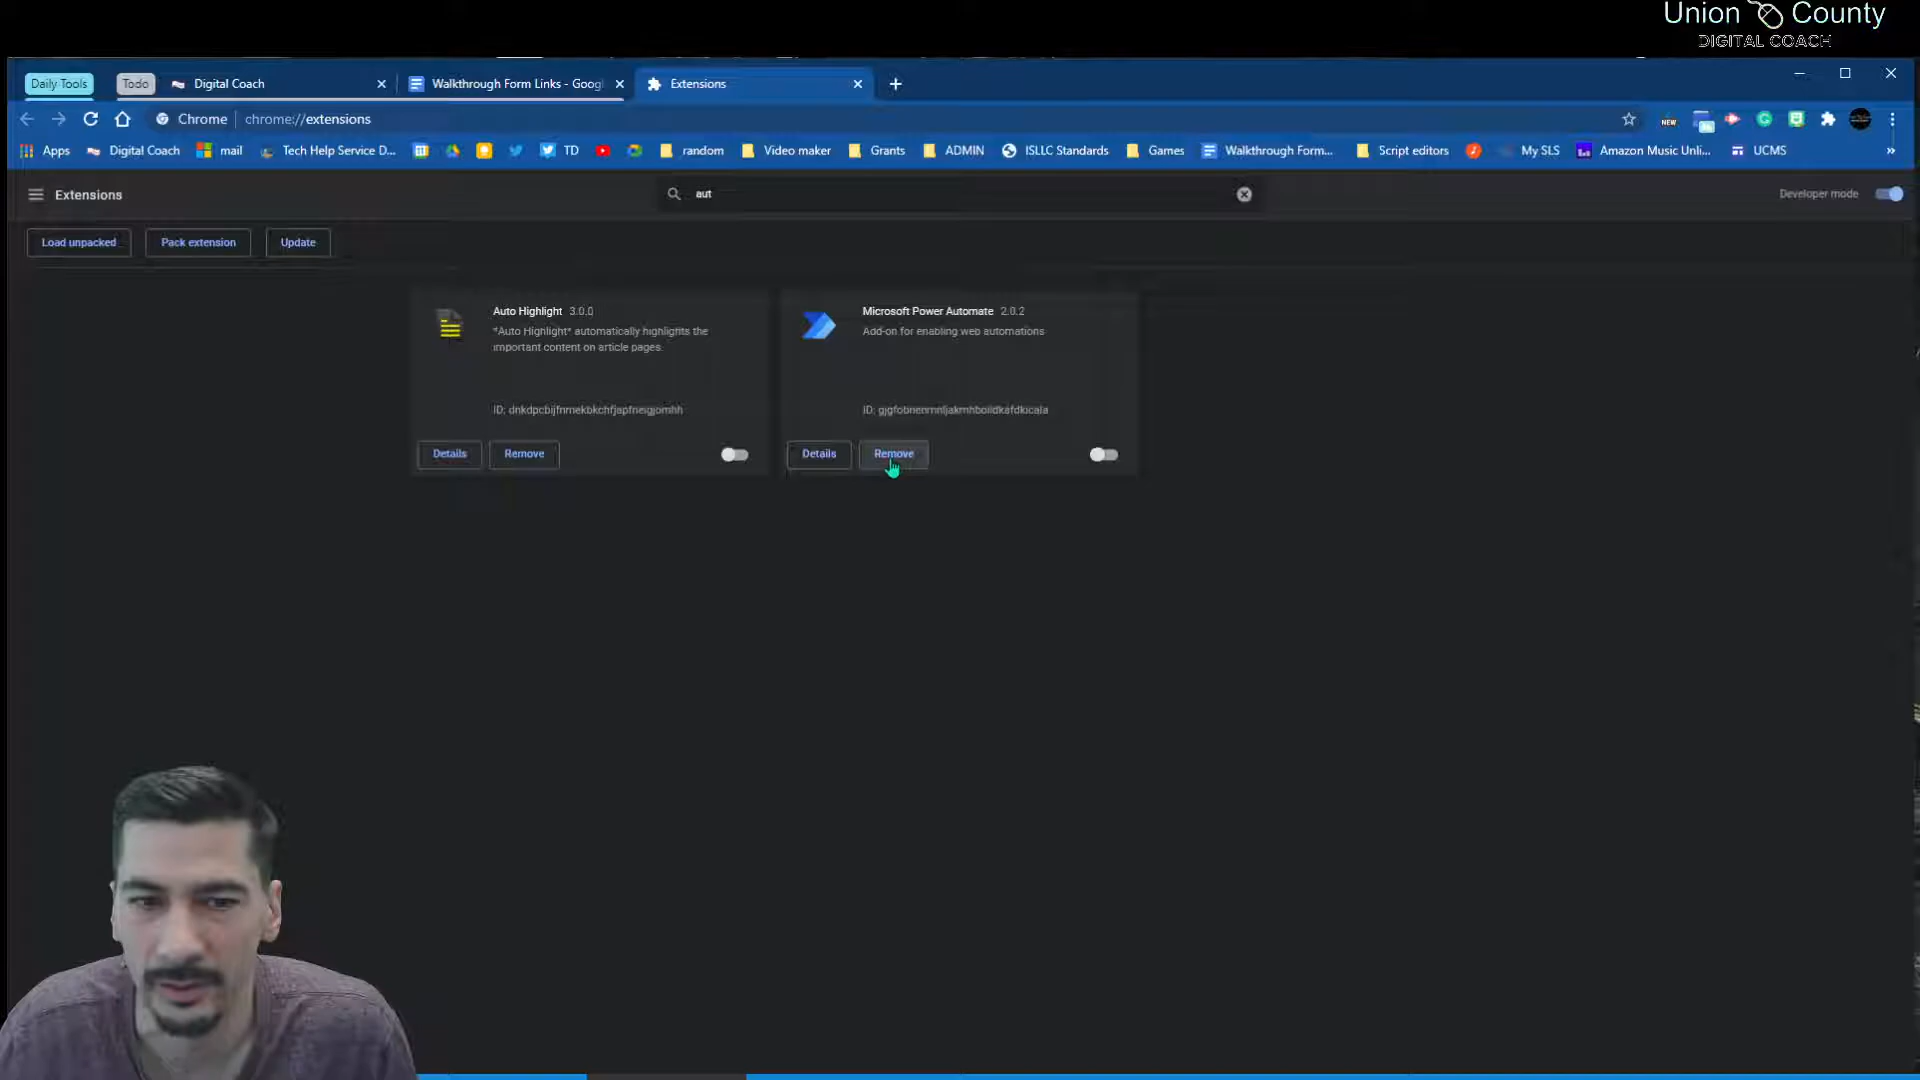 Union County
DIGITAL COACH
Daily Tools
Todo
Digital Coach
Walkthrough Form Links - Googl
Extensions
Chrome
chrome://extensions
NEW
Apps
Digital Coach
mail
Tech Help Service D...
TD
random
Video maker
Grants
ADMIN
ISLLC Standards
Games
Walkthrough Form...
Script editors
My SLS
Amazon Music Unli...
UCMS
»
Extensions
aut
Developer mode
Load unpacked
Pack extension
Update
Auto Highlight 3.0.0
*Auto Highlight* automatically highlights the
important content on article pages.
Details
Remove
Microsoft Power Automate 2.0.2
Add-on for enabling web automations
Details
Remove